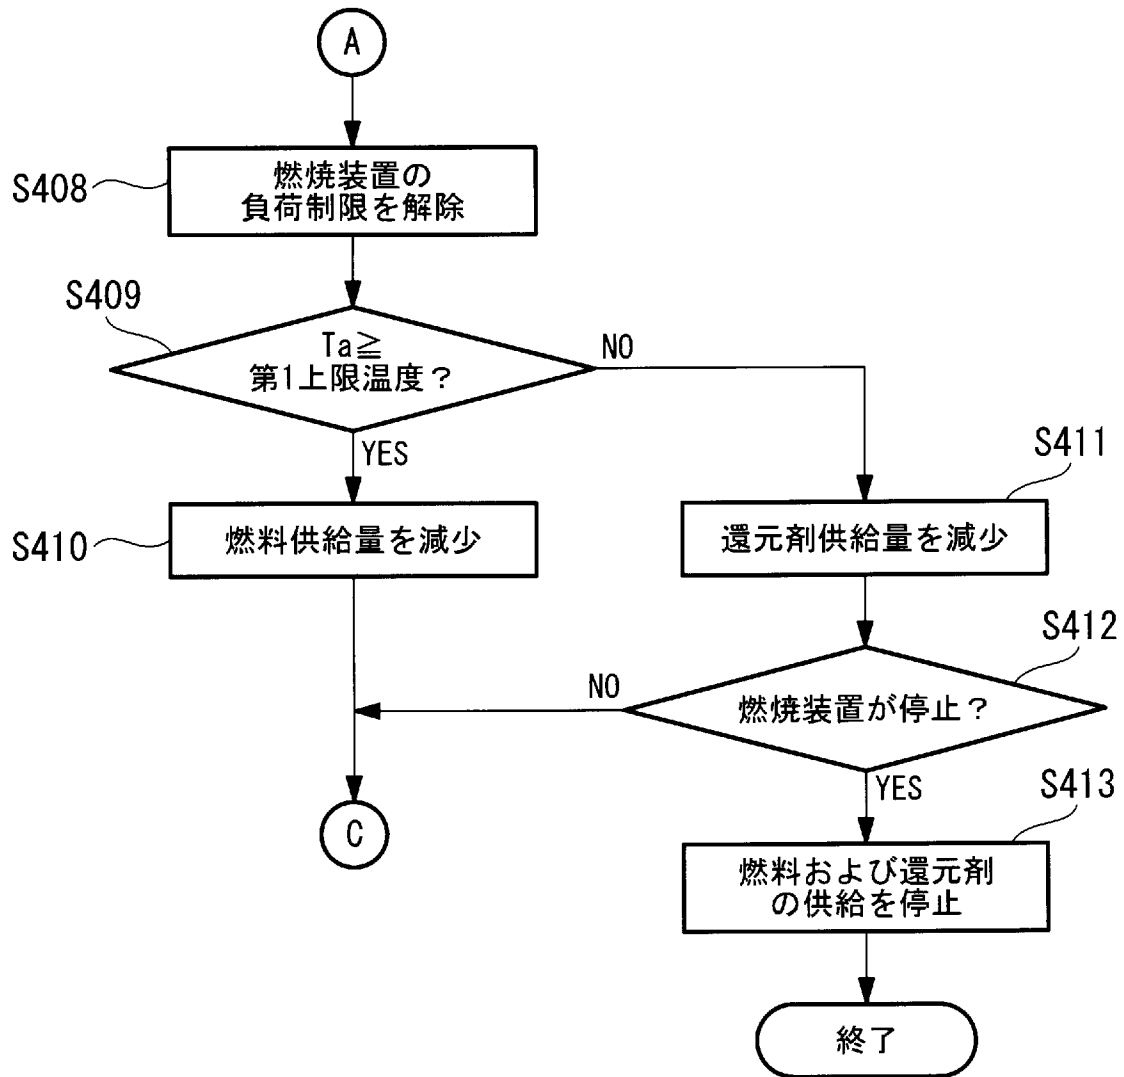 A
S408
燃焼装置の
負荷制限を解除
S409
Ta≧
第1上限温度?
NO
YES
S411
S410
燃料供給量を減少
還元剤供給量を減少
S412
NO
燃焼装置が停止?
YES
S413
C
燃料および還元剤
の供給を停止
終了